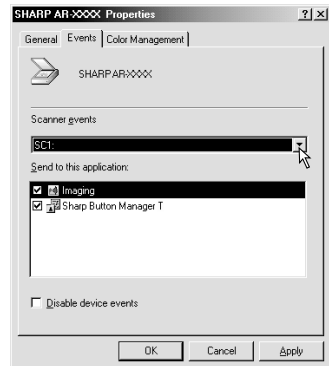 SHARP AR-XXXX Properties
General Events Color Management
SHARP AR-XXXX
Scanner events
SC1:
Send to this application:
Imaging
Sharp Button Manager T
Disable device events
OK Cancel Apply